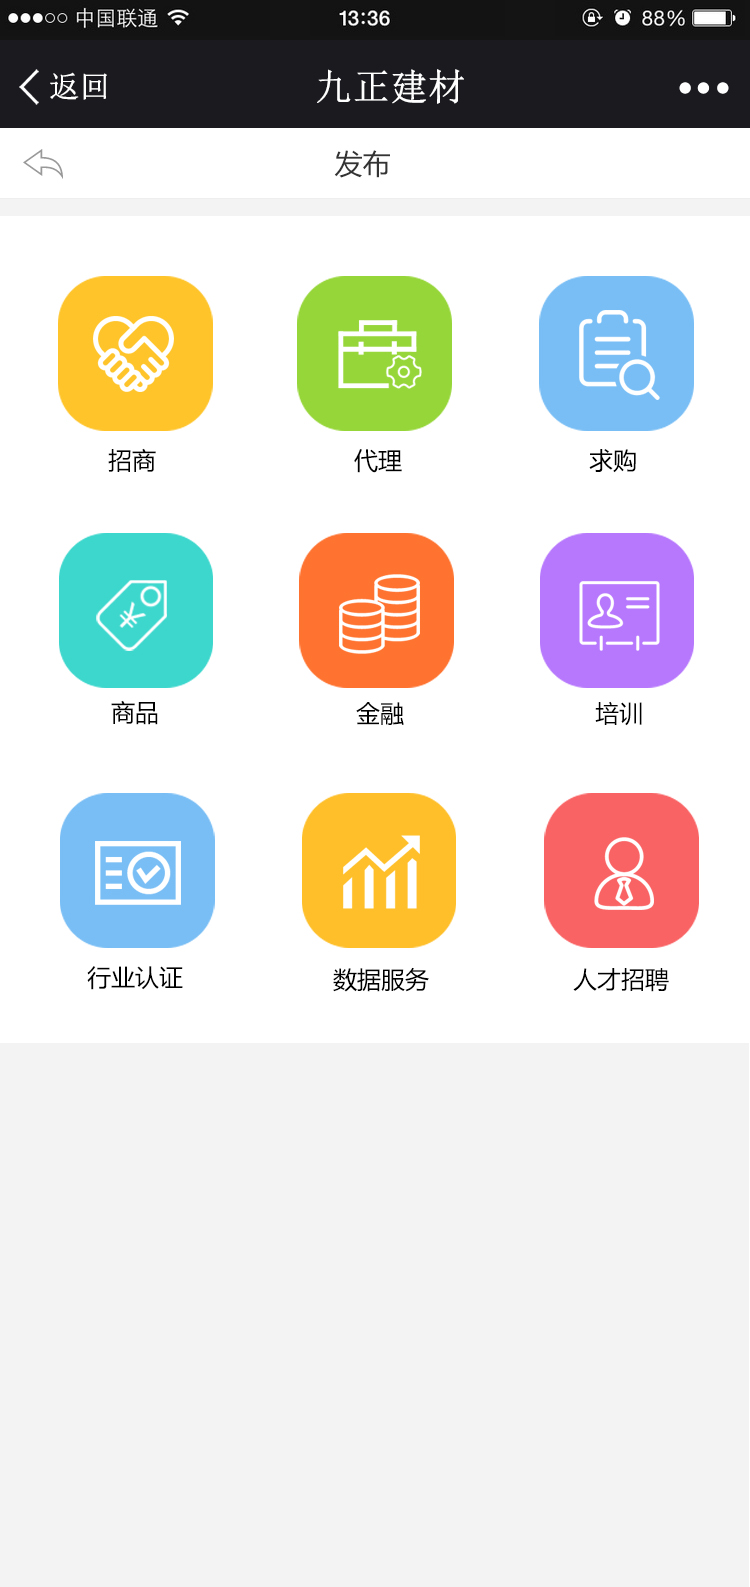 中国联通 13:36 88%
返回 九正建材
发布
招商 代理 求购
商品 金融 培训
行业认证 数据服务 人才招聘